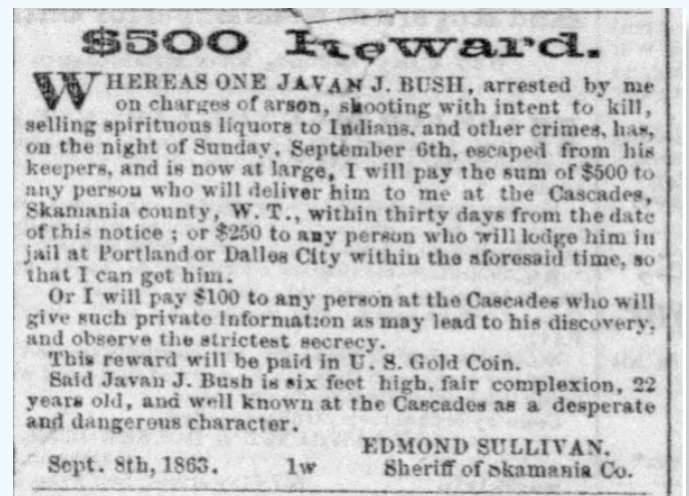 $500 Reward.
WHEREAS ONE JAVAN J. BUSH, arrested by me
on charges of arson, shooting with intent to kill,
selling spirituous liquors to Indians, and other crimes, has,
on the night of Sunday, September 6th, escaped from his
keepers, and is now at large, I will pay the sum of $500 to
any person who will deliver him to me at the Cascades,
Skamania county, W. T., within thirty days from the date
of this notice ; or $250 to any person who will lodge him in
jail at Portland or Dalles City within the aforesaid time, so
that I can get him.
Or I will pay $100 to any person at the Cascades who will
give such private information as may lead to his discovery,
and observe the strictest secrecy.
This reward will be paid in U. S. Gold Coin.
Said Javan J. Bush is six feet high, fair complexion, 22
years old, and well known at the Cascades as a desperate
and dangerous character.
EDMOND SULLIVAN.
Sept. 8th, 1863. 1w Sheriff of Skamania Co.